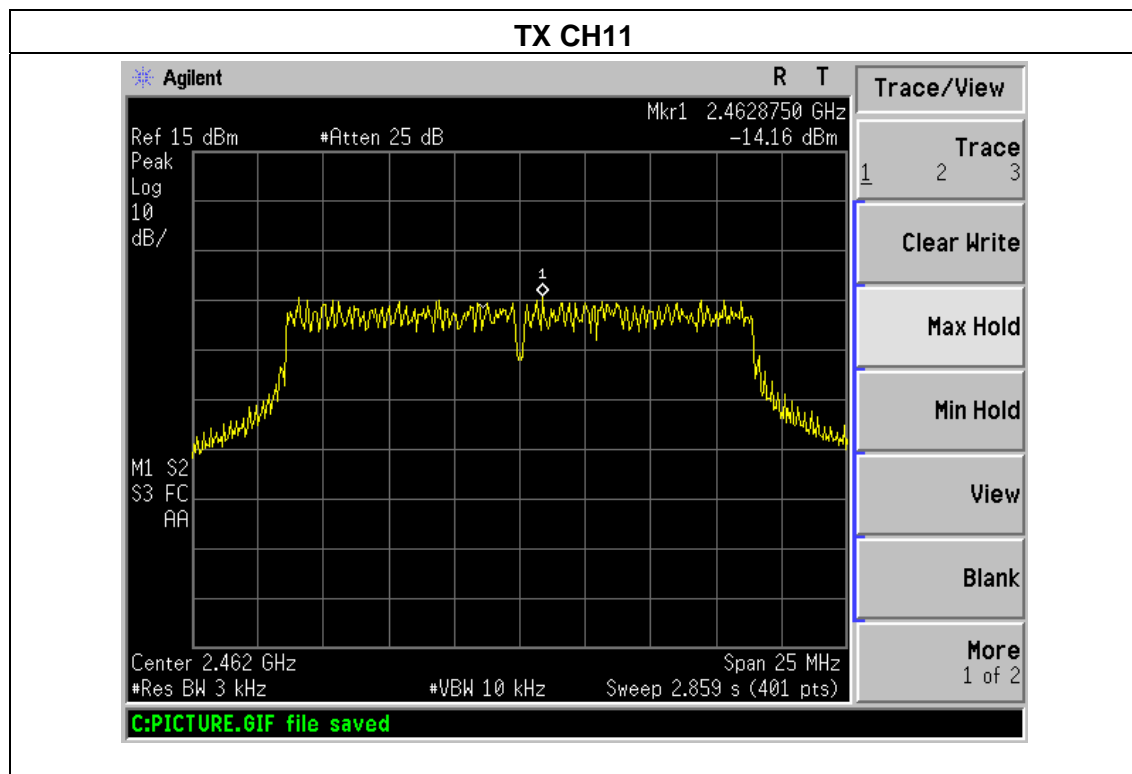 TX CH11
Agilent R T
Mkr1 2.4628750 GHz
Ref 15 dBm #Atten 25 dB -14.16 dBm
Peak
Log
10
dB/
1
M1 S2
S3 FC
AA
Center 2.462 GHz Span 25 MHz
#Res BW 3 kHz #VBW 10 kHz Sweep 2.859 s (401 pts)
C:PICTURE.GIF file saved
Trace/View
Trace
1 2 3
Clear Write
Max Hold
Min Hold
View
Blank
More
1 of 2